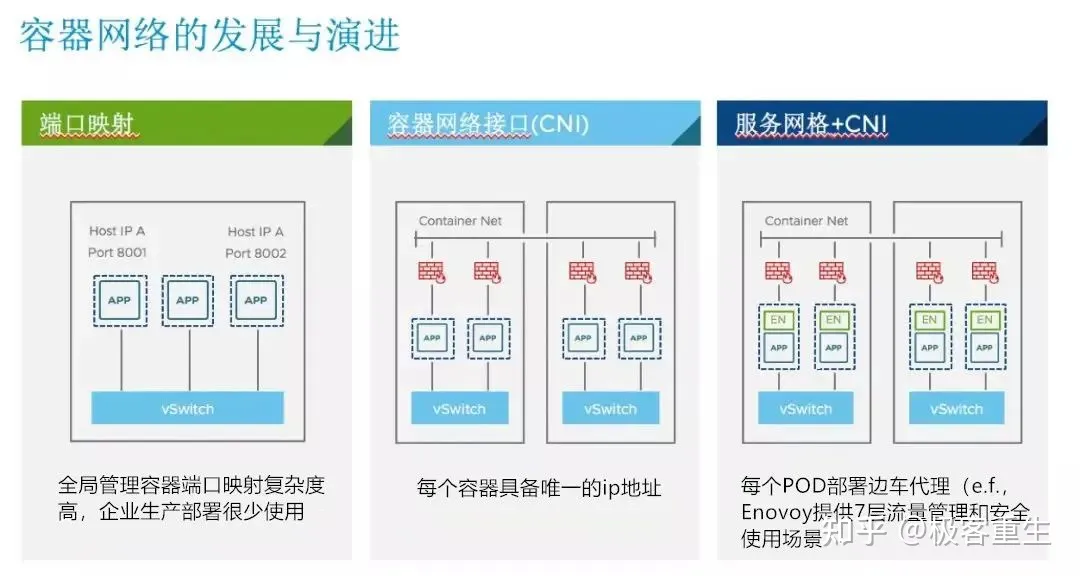 容器网络的发展与演进
端口映射
Host IP A
Port 8001
Host IP A
Port 8002
APP
APP
APP
vSwitch
全局管理容器端口映射复杂度
高，企业生产部署很少使用
容器网络接口(CNI)
Container Net
APP
APP
APP
APP
vSwitch
vSwitch
每个容器具备唯一的ip地址
服务网格+CNI
Container Net
EN
EN
EN
EN
APP
APP
APP
APP
vSwitch
vSwitch
每个POD部署边车代理（e.f.,
Enovoy提供7层流量管理和安全
使用场景
知乎 @极客重生